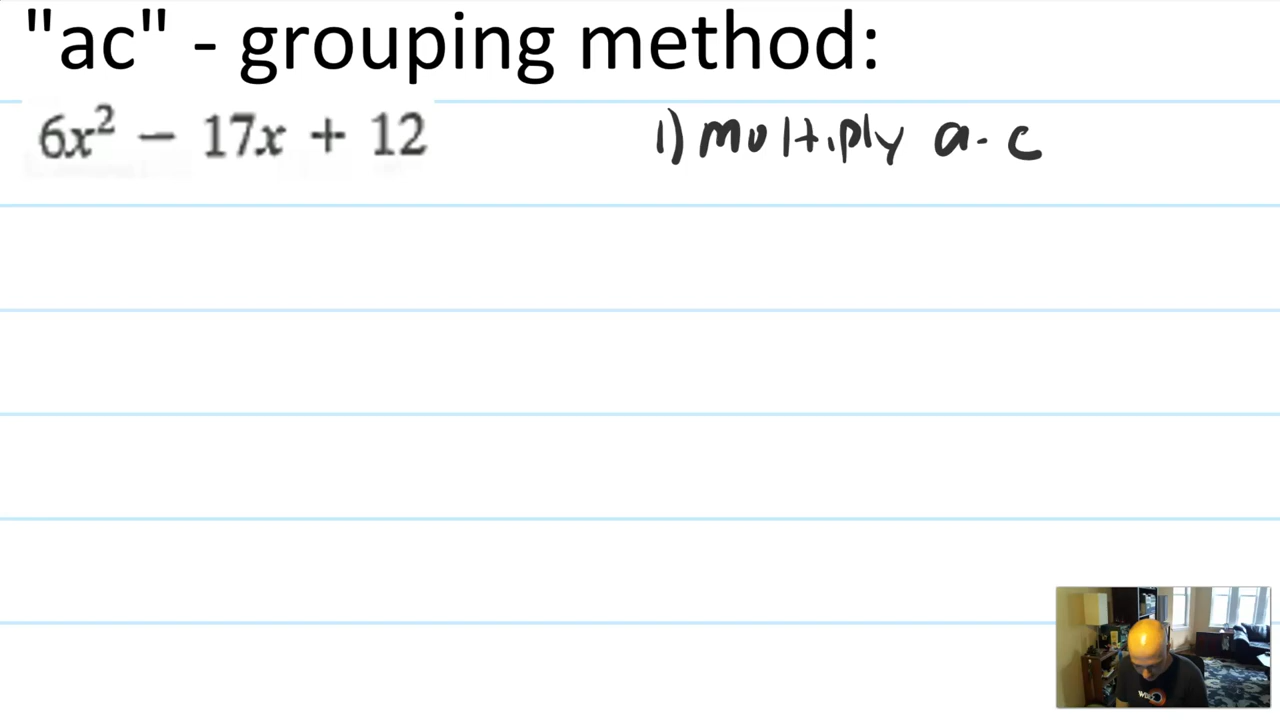 "ac" - grouping method:
6x² − 17x + 12
1) multiply a · c